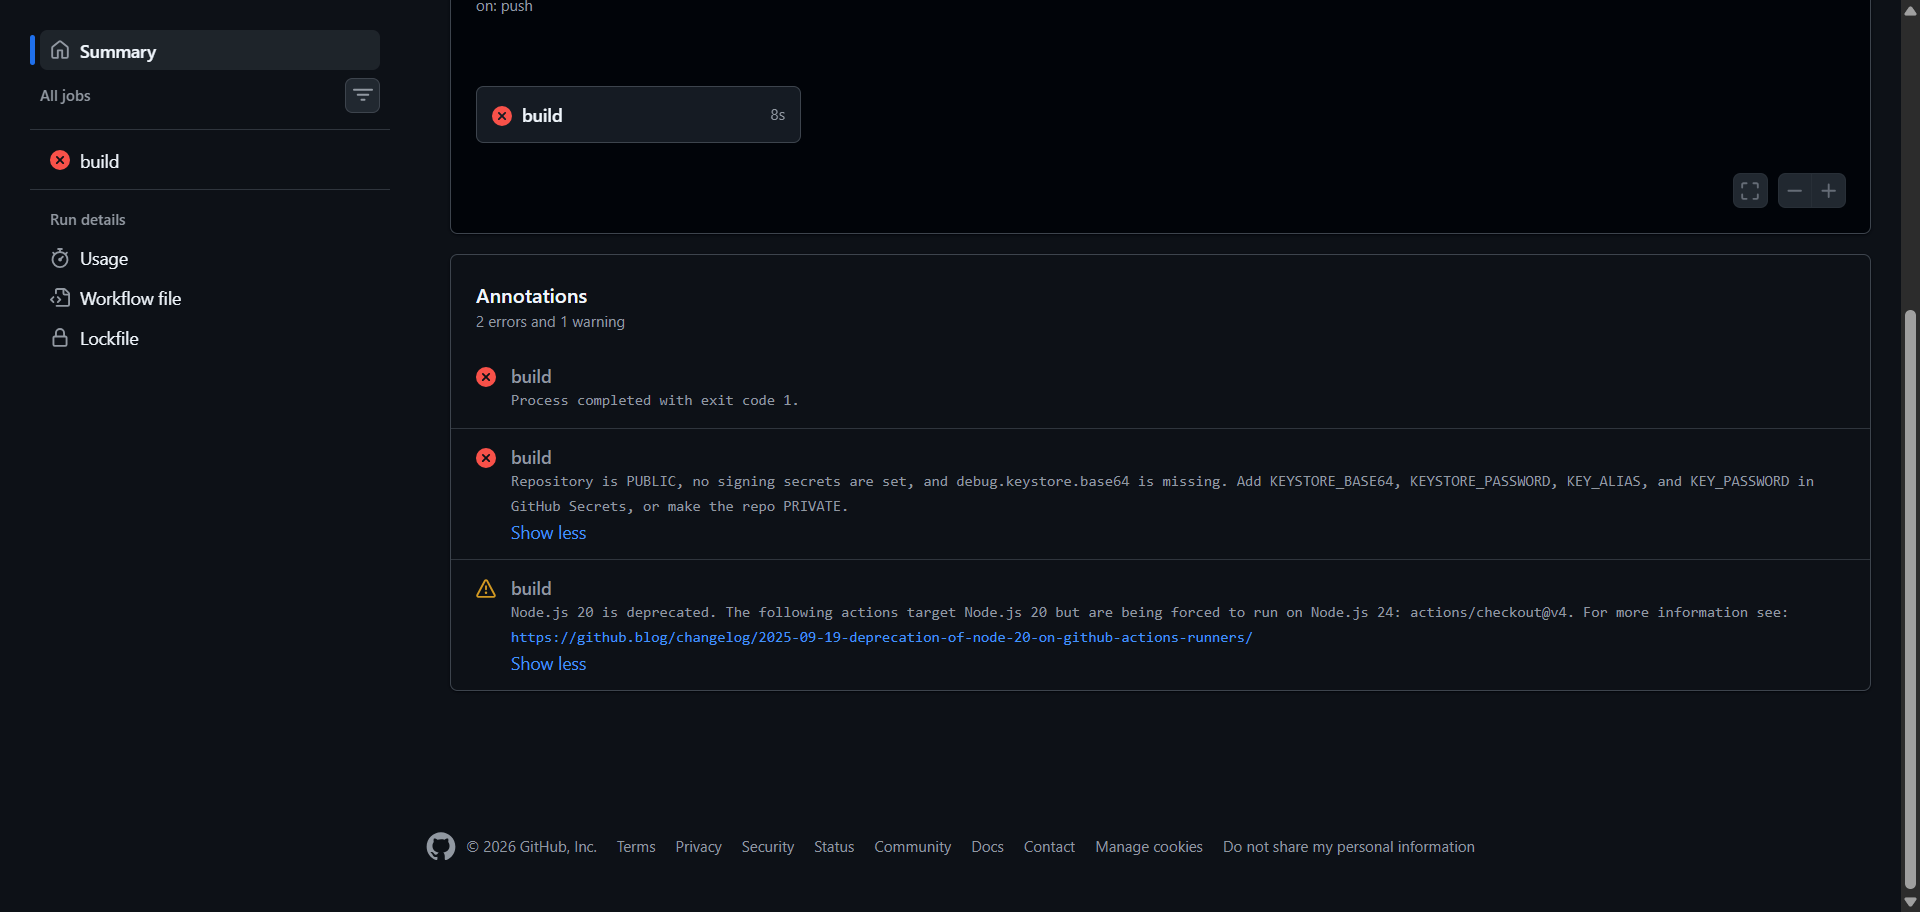 on: push
Summary
All jobs
build
Run details
Usage
Workflow file
Lockfile
build 8s
Annotations
2 errors and 1 warning
build
Process completed with exit code 1.
build
Repository is PUBLIC, no signing secrets are set, and debug.keystore.base64 is missing. Add KEYSTORE_BASE64, KEYSTORE_PASSWORD, KEY_ALIAS, and KEY_PASSWORD in
GitHub Secrets, or make the repo PRIVATE.
Show less
build
Node.js 20 is deprecated. The following actions target Node.js 20 but are being forced to run on Node.js 24: actions/checkout@v4. For more information see:
https://github.blog/changelog/2025-09-19-deprecation-of-node-20-on-github-actions-runners/
Show less
© 2026 GitHub, Inc. Terms Privacy Security Status Community Docs Contact Manage cookies Do not share my personal information